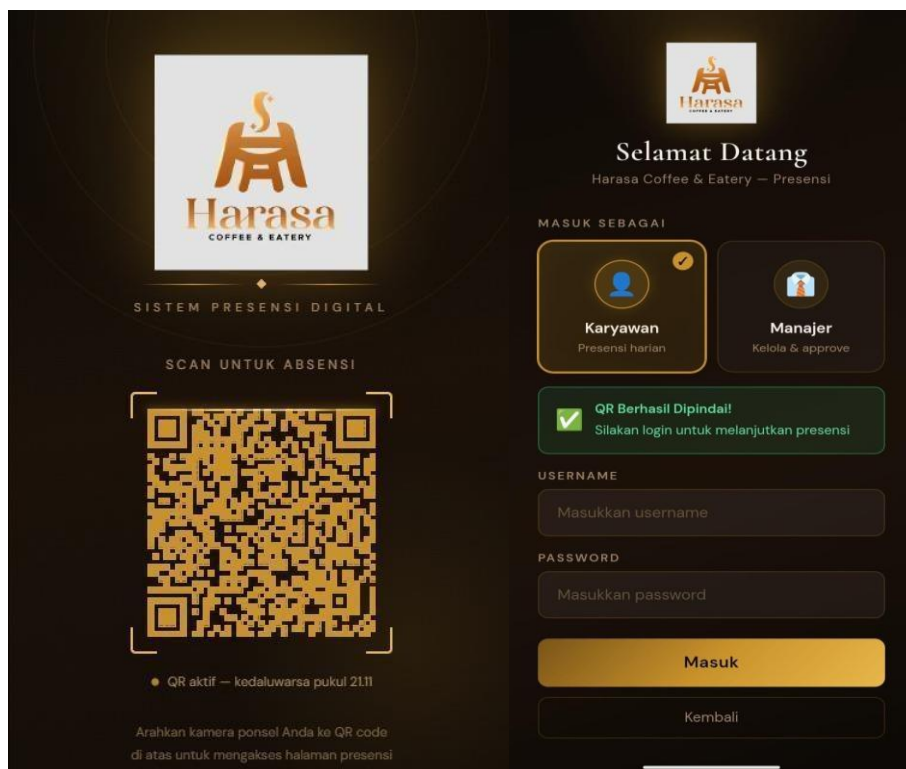 Harasa
COFFEE & EATERY
SISTEM PRESENSI DIGITAL
SCAN UNTUK ABSENSI
QR aktif — kedaluwarsa pukul 21.11
Arahkan kamera ponsel Anda ke QR code
di atas untuk mengakses halaman presensi
Harasa
COFFEE & EATERY
Selamat Datang
Harasa Coffee & Eatery — Presensi
MASUK SEBAGAI
Karyawan
Presensi harian
Manajer
Kelola & approve
QR Berhasil Dipindai!
Silakan login untuk melanjutkan presensi
USERNAME
Masukkan username
PASSWORD
Masukkan password
Masuk
Kembali